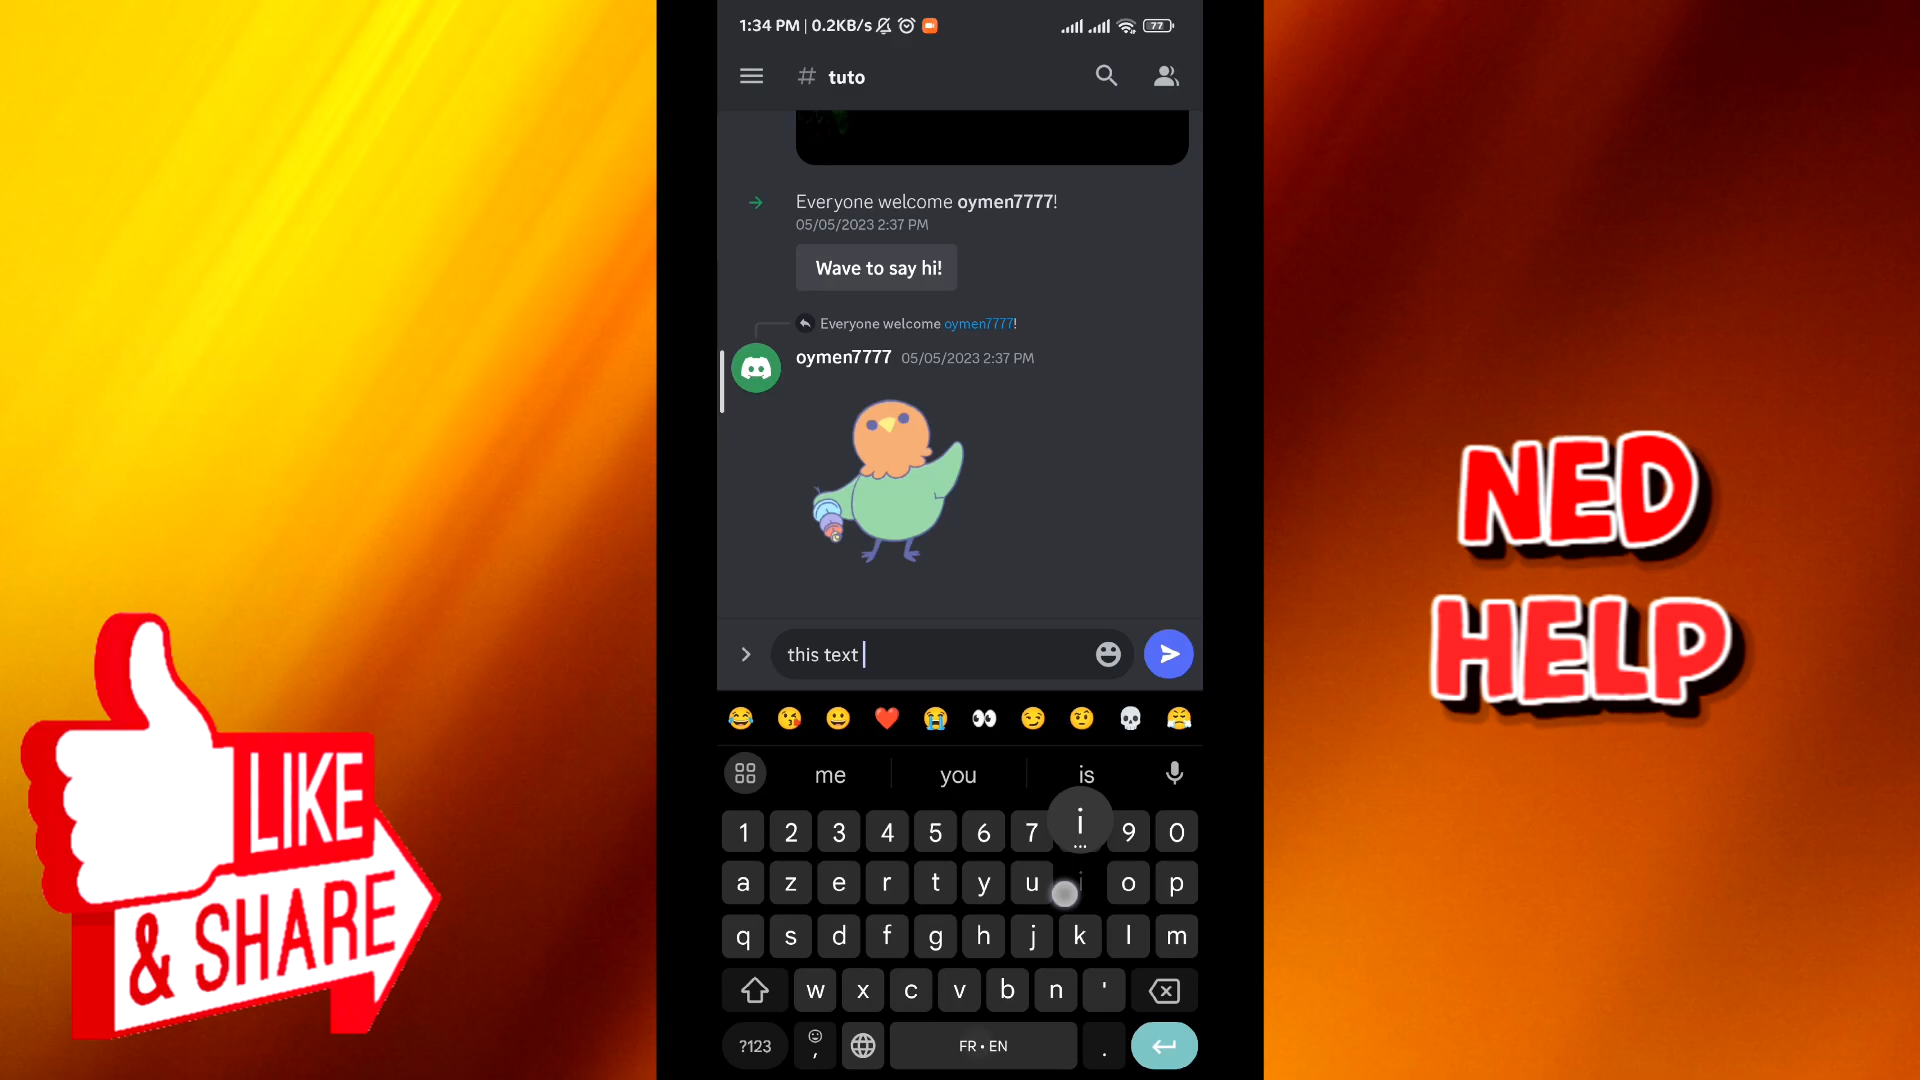 1:34 PM | 0.2KB/s
77
# tuto
Everyone welcome oymen7777!
05/05/2023 2:37 PM
Wave to say hi!
Everyone welcome oymen7777!
oymen7777 05/05/2023 2:37 PM
this text
me you is
i
1 2 3 4 5 6 7 9 0
a z e r t y u i o p
q s d f g h j k l m
w x c v b n '
?123 , FR • EN .
LIKE
& SHARE
NED
HELP